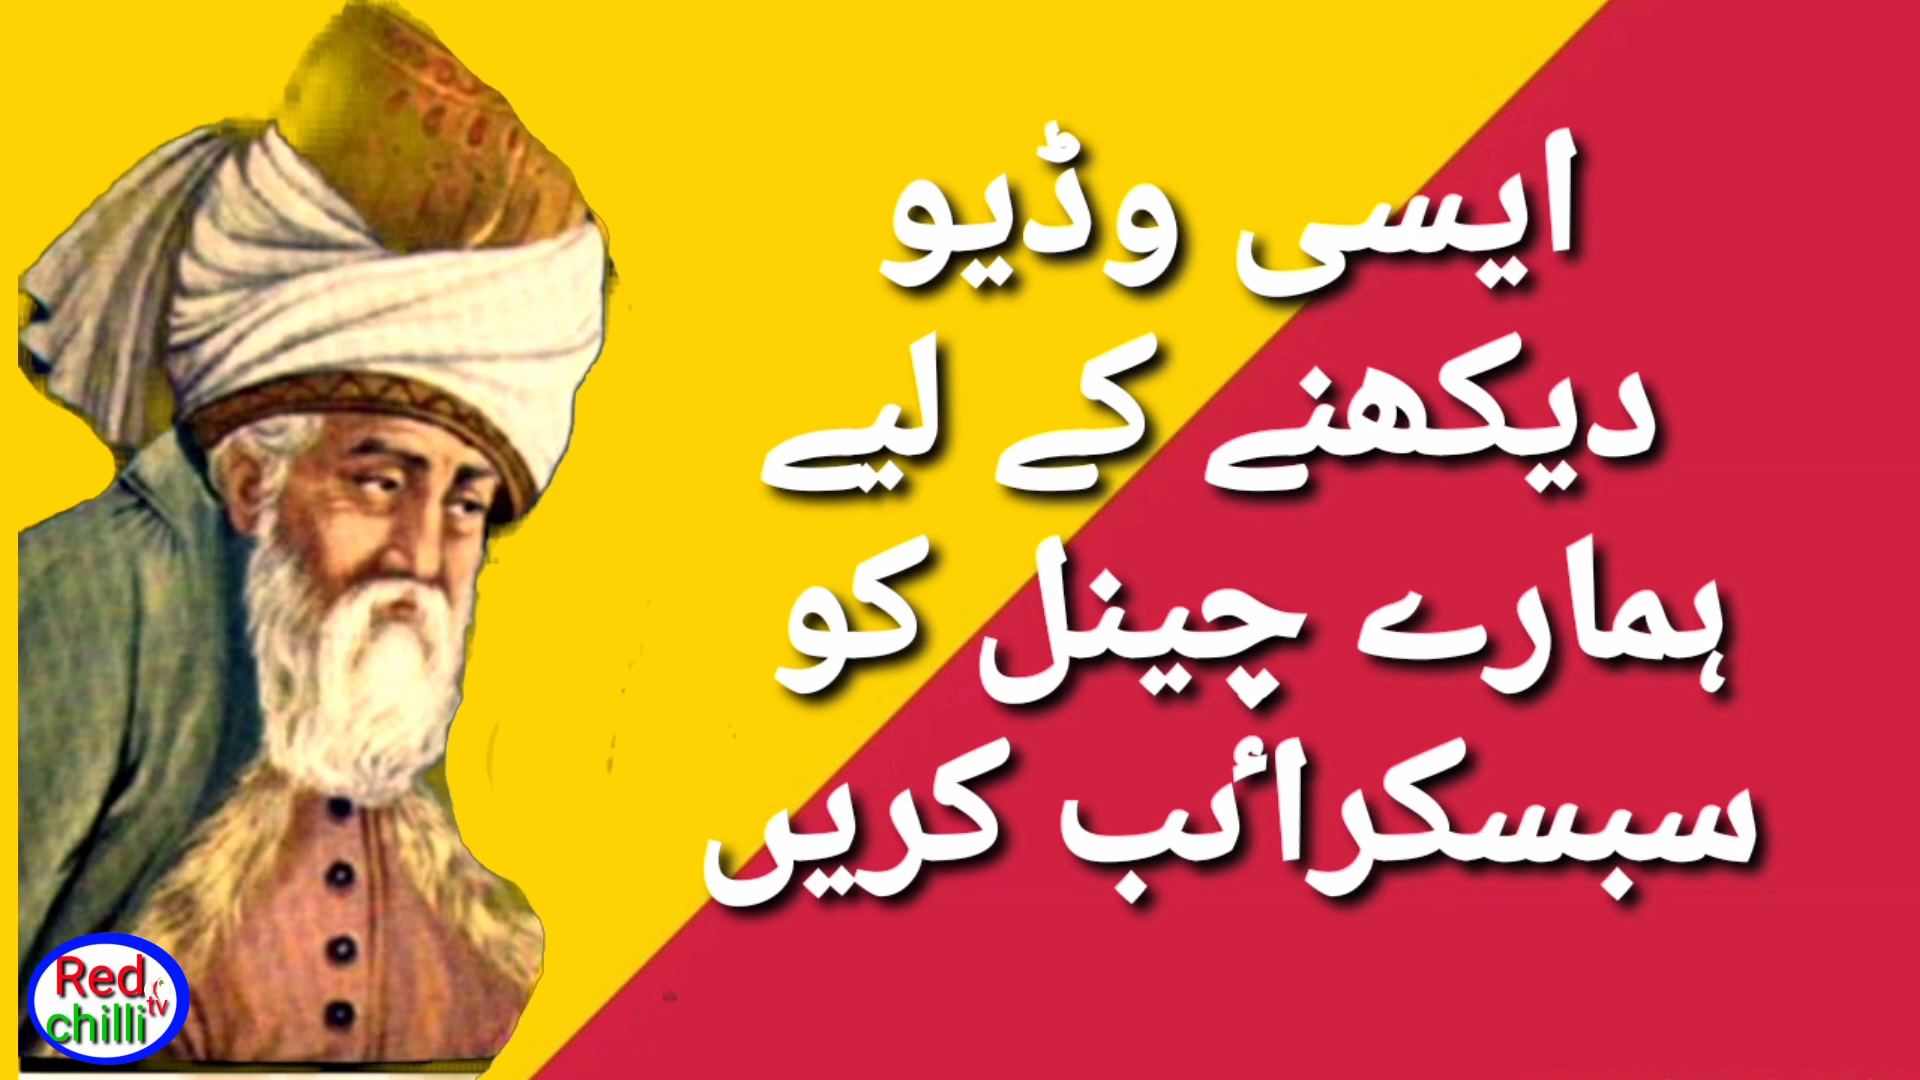 ایسی وڈیو
دیکھنے کے لیے
ہمارے چینل کو
سبسکرائب کریں
Red
chilli tv